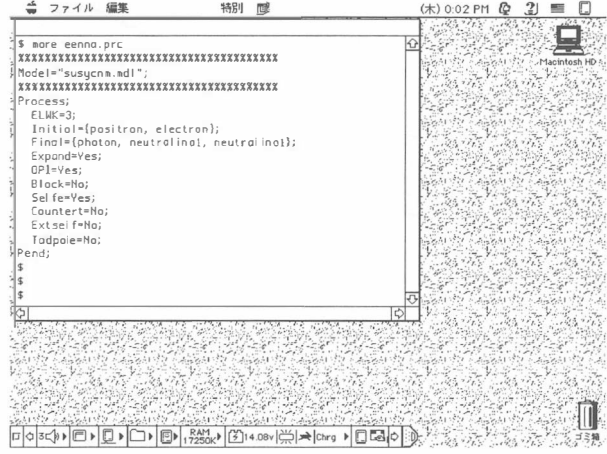 ファイル 編集 特別 (木) 0:02 PM
$ more eenna.prc
%%%%%%%%%%%%%%%%%%%%%%%%%%%%%%%%%%%%%%%
Model="susycnm.mdl";
%%%%%%%%%%%%%%%%%%%%%%%%%%%%%%%%%%%%%%%
Process;
ELWK=3;
Initial={positron, electron};
Final={photon, neutralino1, neutralino1};
Expand=Yes;
OPI=Yes;
Block=No;
Selfe=Yes;
Countert=No;
Extself=No;
Tadpole=No;
Pend;
$
$
$
Macintosh HD
ゴミ箱
RAM
17250K
14.08v
Chrg